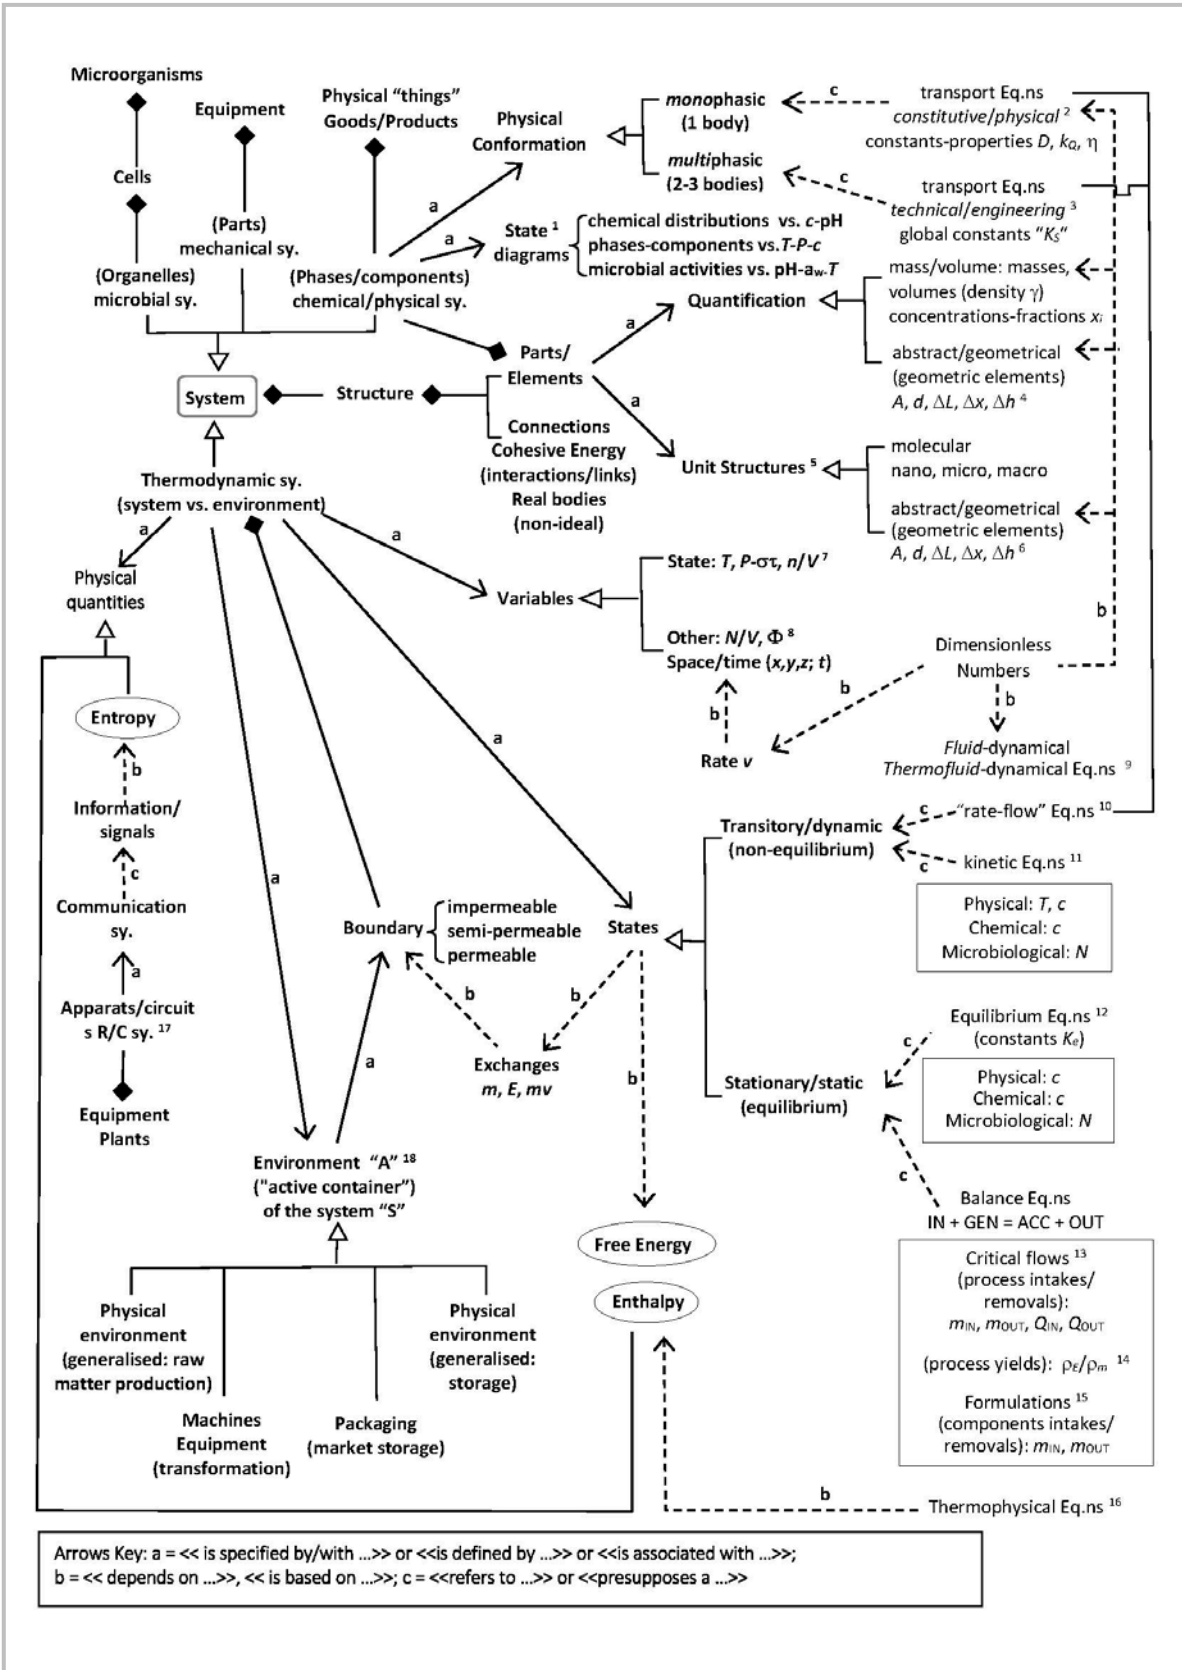 Microorganisms
Equipment
Physical “things”
Goods/Products
Cells
(Parts)
mechanical sy.
(Organelles)
microbial sy.
(Phases/components)
chemical/physical sy.
Physical
Conformation
a
monophasic
(1 body)
multiphasic
(2-3 bodies)
c
transport Eq.ns
constitutive/physical 2
constants-properties D, kQ, η
c
transport Eq.ns
technical/engineering 3
global constants “KS”
a
State 1
diagrams
chemical distributions vs. c-pH
phases-components vs.T-P-c
microbial activities vs. pH-aw-T
Quantification
mass/volume: masses,
volumes (density γ)
concentrations-fractions xi
abstract/geometrical
(geometric elements)
A, d, ΔL, Δx, Δh 4
a
a
System
Structure
Parts/
Elements
Connections
Cohesive Energy
(interactions/links)
Real bodies
(non-ideal)
Unit Structures 5
molecular
nano, micro, macro
abstract/geometrical
(geometric elements)
A, d, ΔL, Δx, Δh 6
b
Thermodynamic sy.
(system vs. environment)
a
a
Physical
quantities
Variables
State: T, P-στ, n/V 7
Other: N/V, Φ 8
Space/time (x,y,z; t)
b
Rate v
b
Dimensionless
Numbers
b
Fluid-dynamical
Thermofluid-dynamical Eq.ns 9
Entropy
b
Information/
signals
c
Communication
sy.
a
Apparats/circuit
s R/C sy. 17
Equipment
Plants
a
a
Boundary
impermeable
semi-permeable
permeable
States
b
b
Exchanges
m, E, mv
a
b
Transitory/dynamic
(non-equilibrium)
c
“rate-flow” Eq.ns 10
c
kinetic Eq.ns 11
Physical: T, c
Chemical: c
Microbiological: N
Stationary/static
(equilibrium)
c
Equilibrium Eq.ns 12
(constants Ke)
Physical: c
Chemical: c
Microbiological: N
c
Balance Eq.ns
IN + GEN = ACC + OUT
Critical flows 13
(process intakes/
removals):
mIN, mOUT, QIN, QOUT
(process yields): ρE/ρm 14
Formulations 15
(components intakes/
removals): mIN, mOUT
Environment “A” 18
("active container”)
of the system “S”
Free Energy
Enthalpy
Physical
environment
(generalised: raw
matter production)
Machines
Equipment
(transformation)
Packaging
(market storage)
Physical
environment
(generalised:
storage)
b
Thermophysical Eq.ns 16
Arrows Key: a = << is specified by/with ...>> or <<is defined by ...>> or <<is associated with ...>>;
b = << depends on ...>>, << is based on ...>>; c = <<refers to ...>> or <<presupposes a ...>>